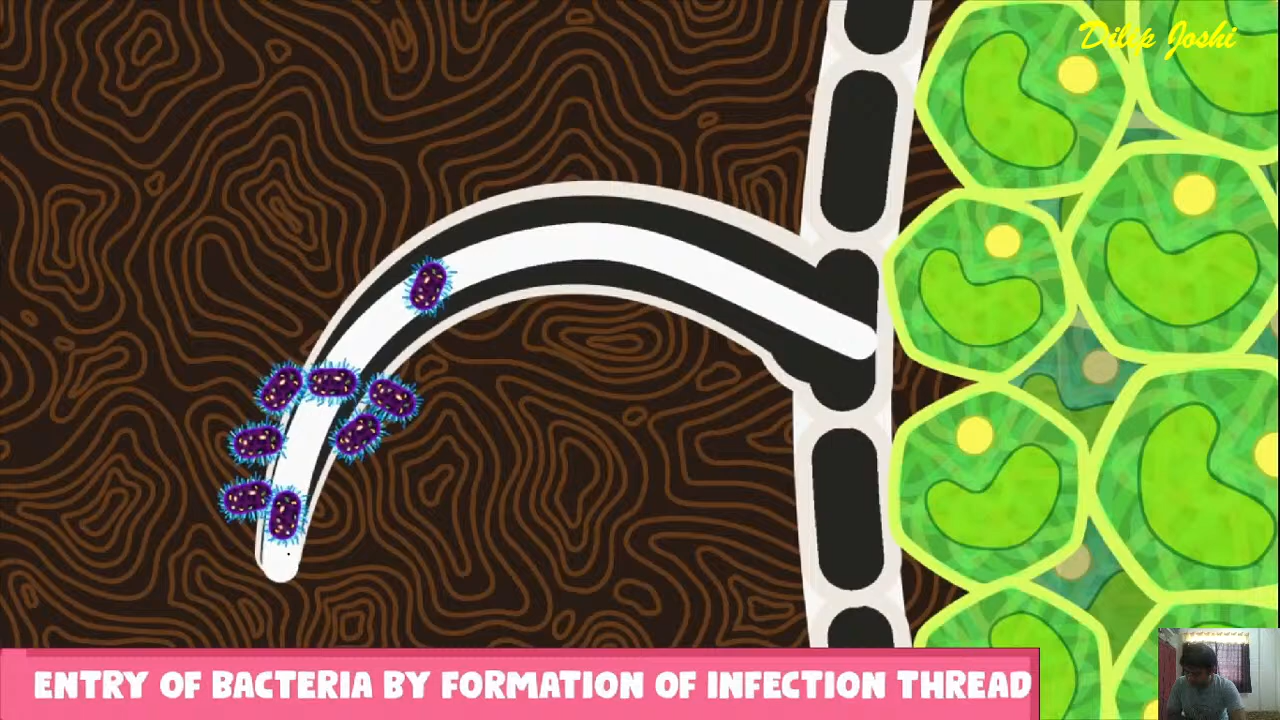 Dilip Joshi
ENTRY OF BACTERIA BY FORMATION OF INFECTION THREAD